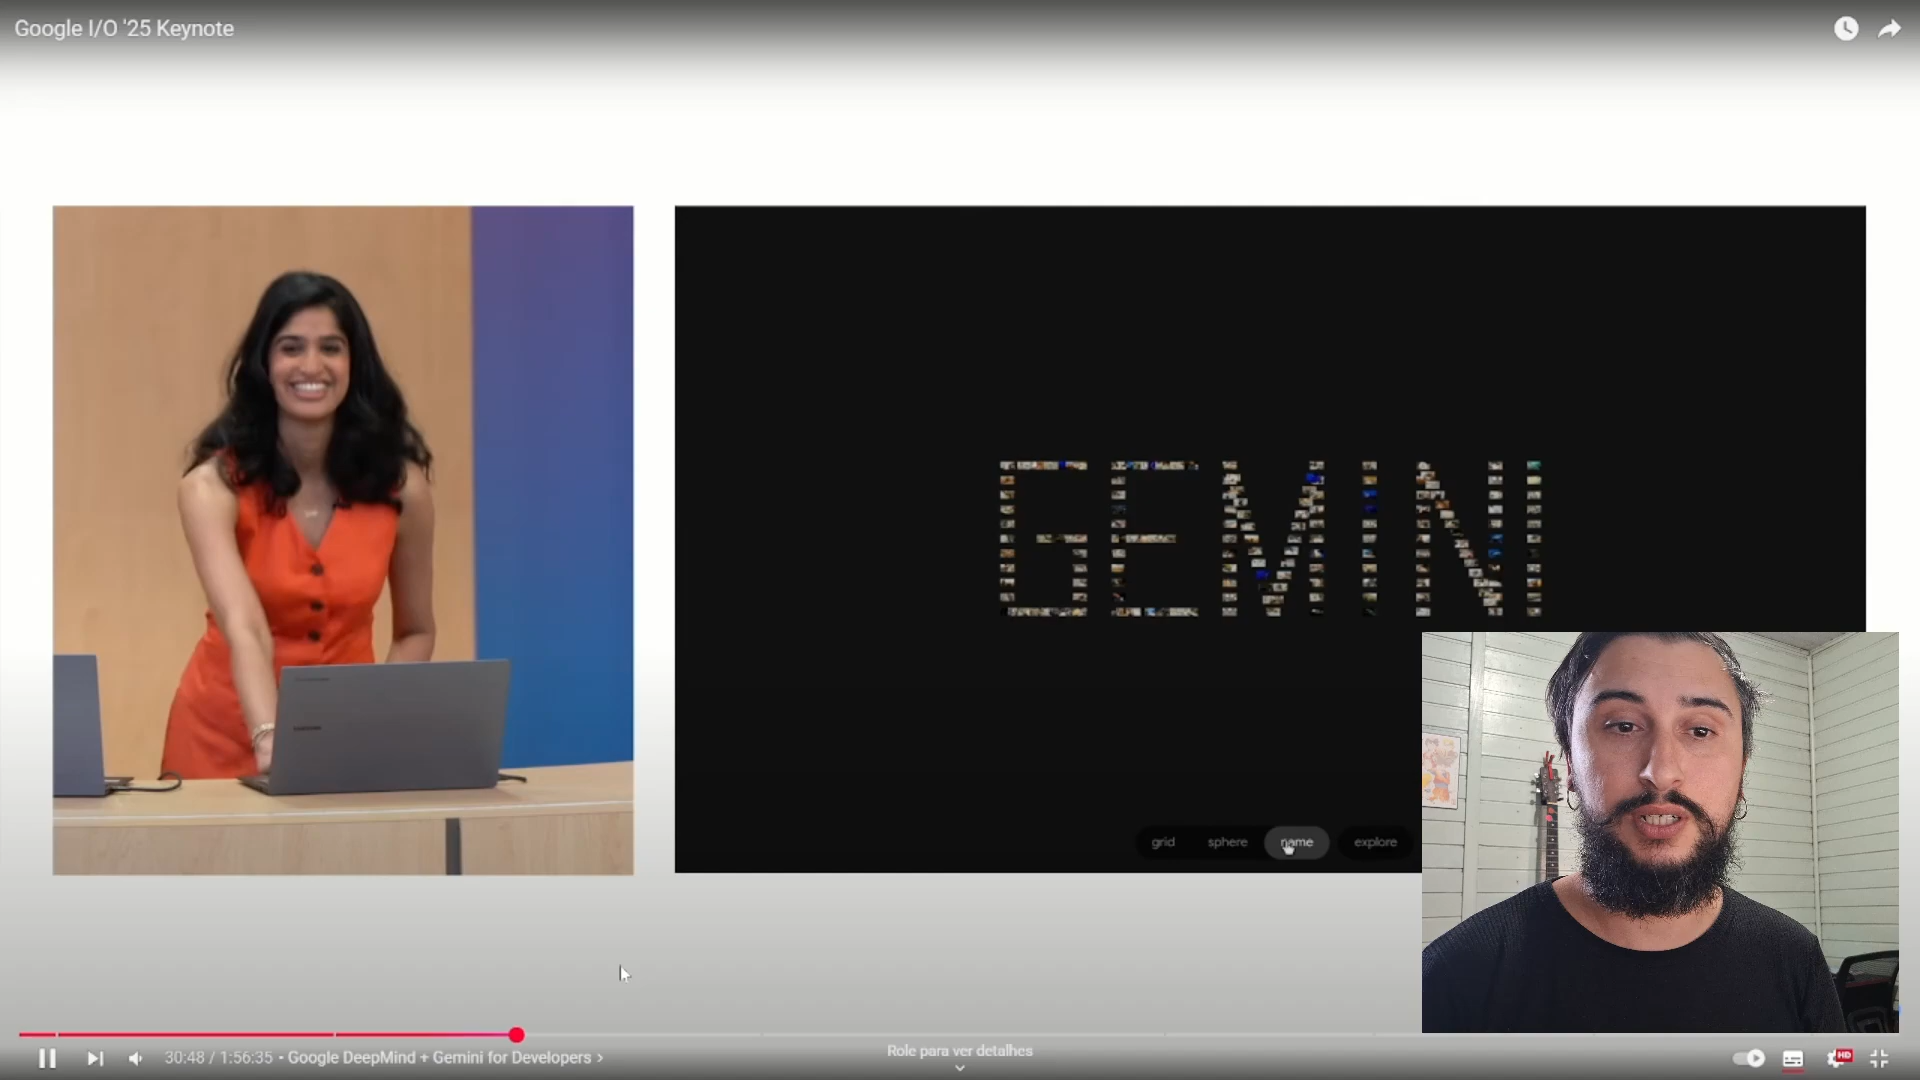 Google I/O '25 Keynote
GEMINI
grid sphere name explore
30:48 / 1:56:35 • Google DeepMind + Gemini for Developers >
Role para ver detalhes
HD